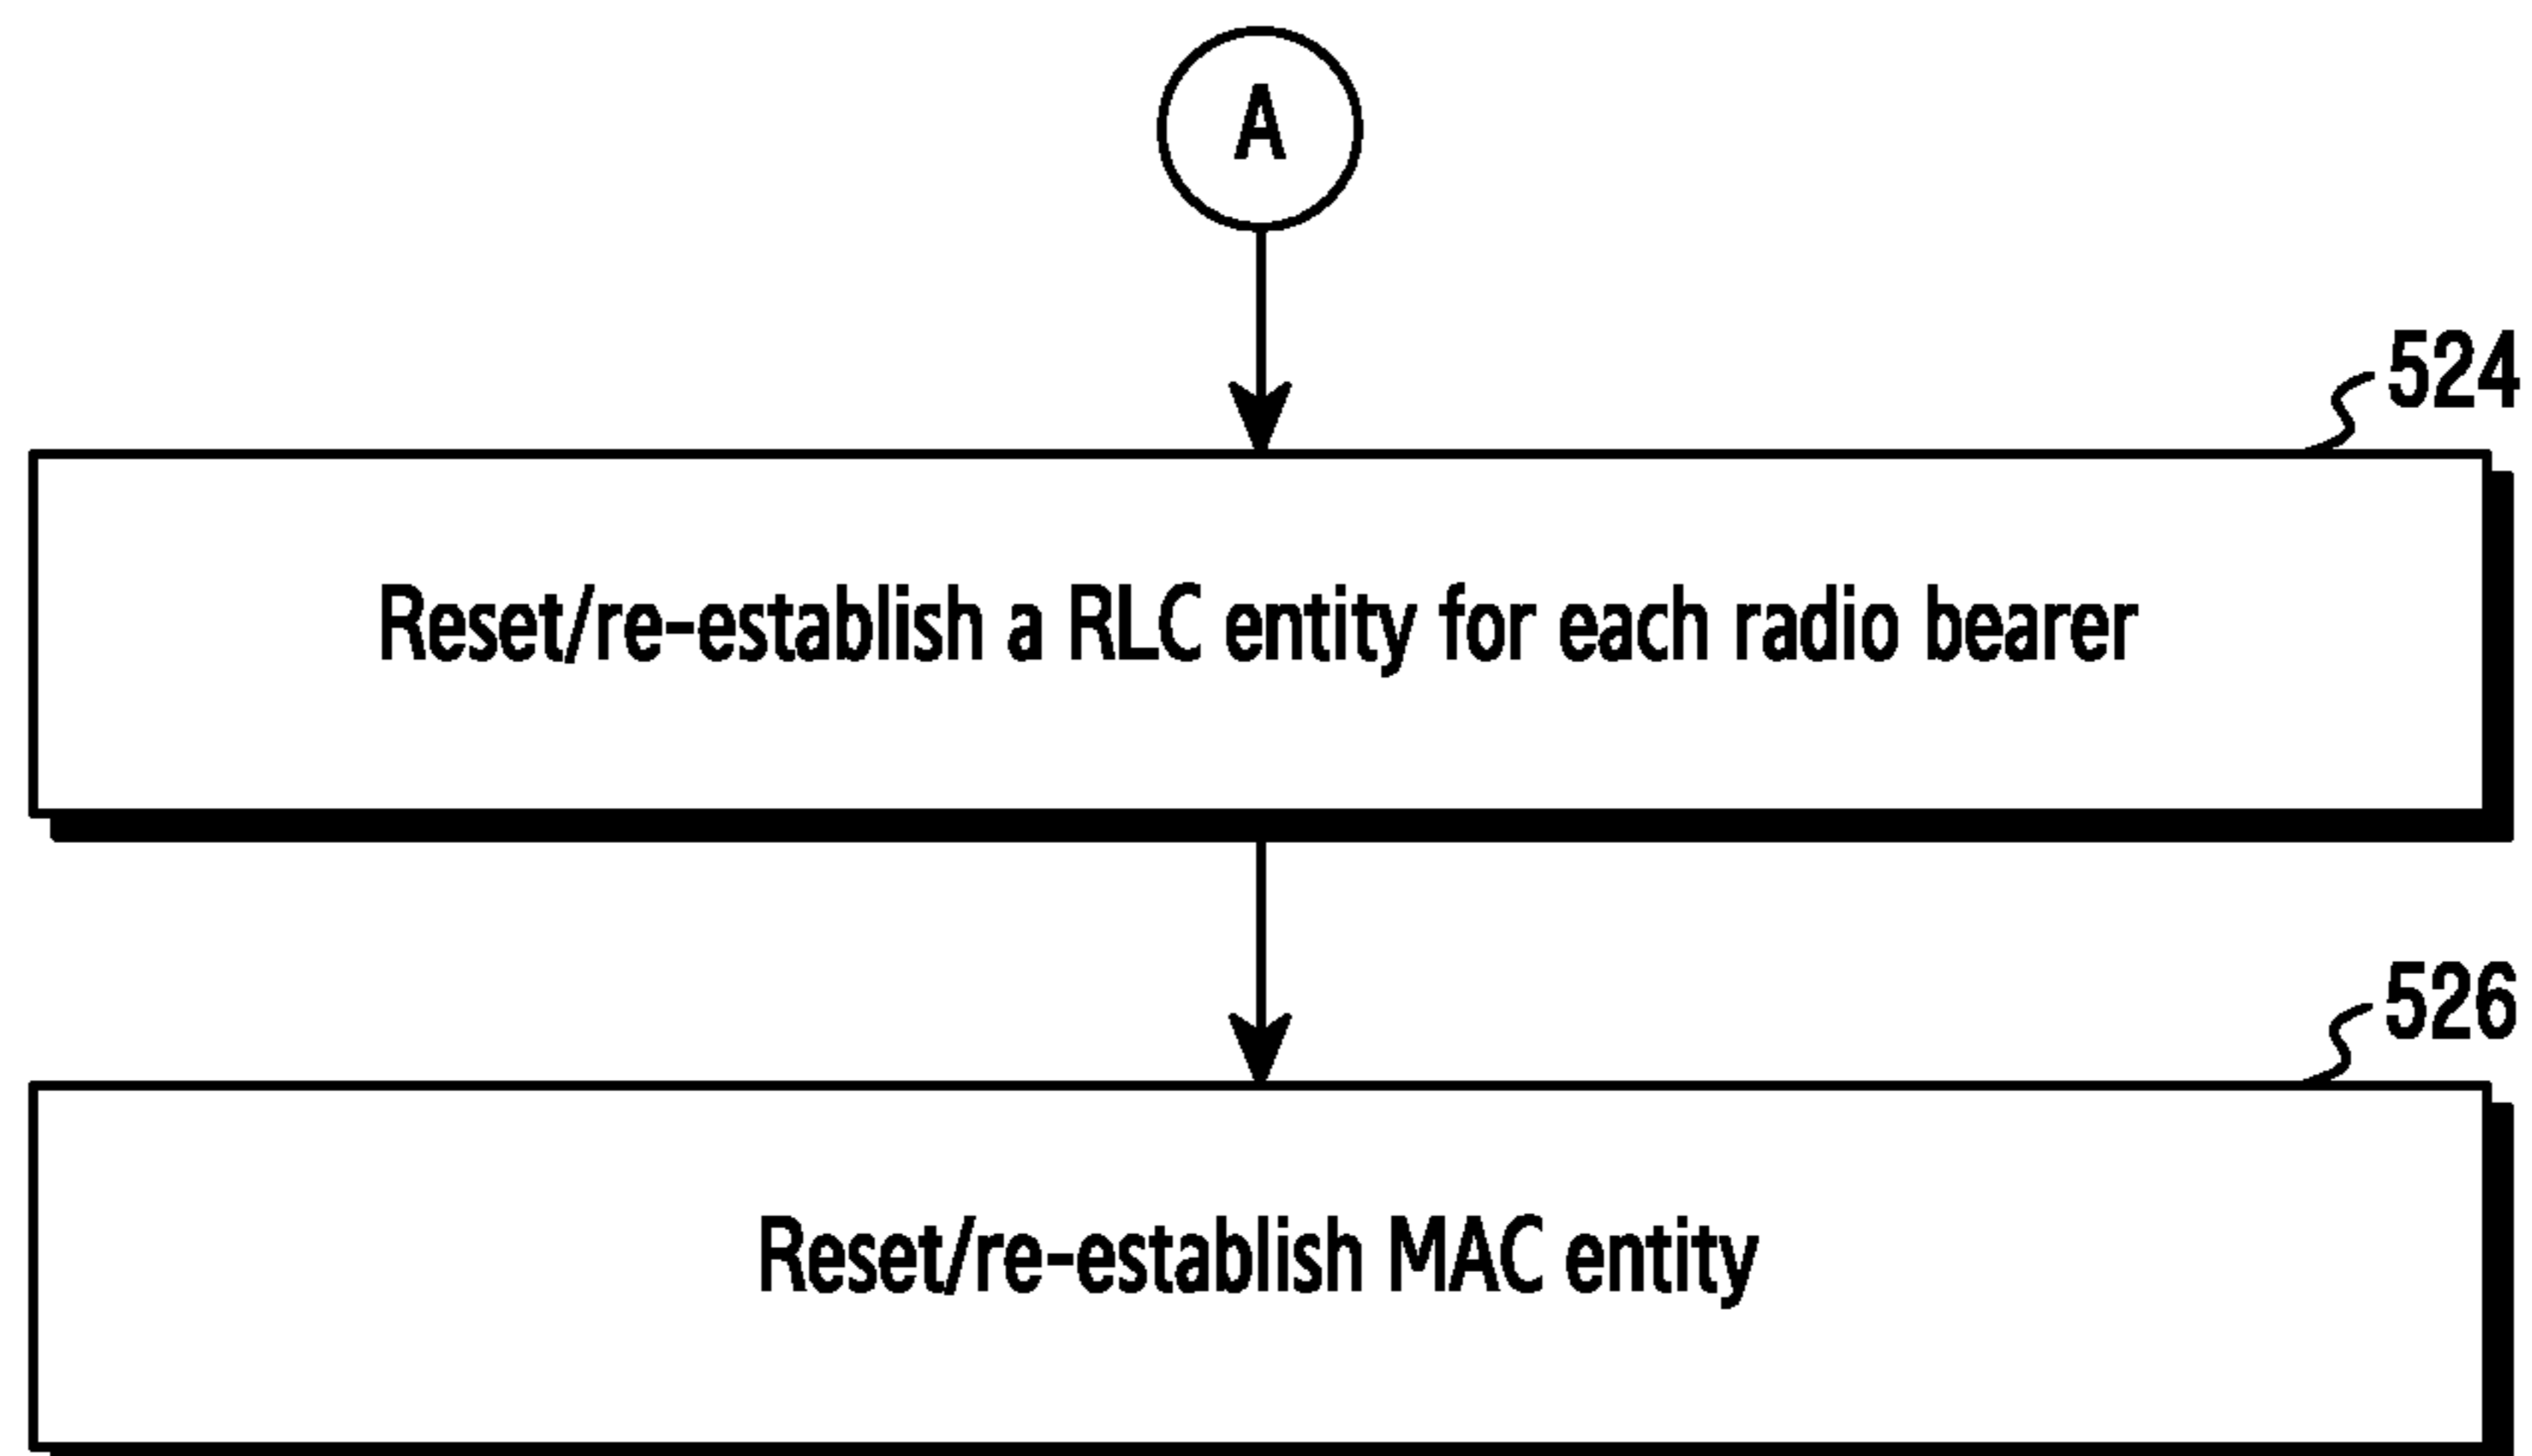 A
524
Reset/re-establish a RLC entity for each radio bearer
526
Reset/re-establish MAC entity